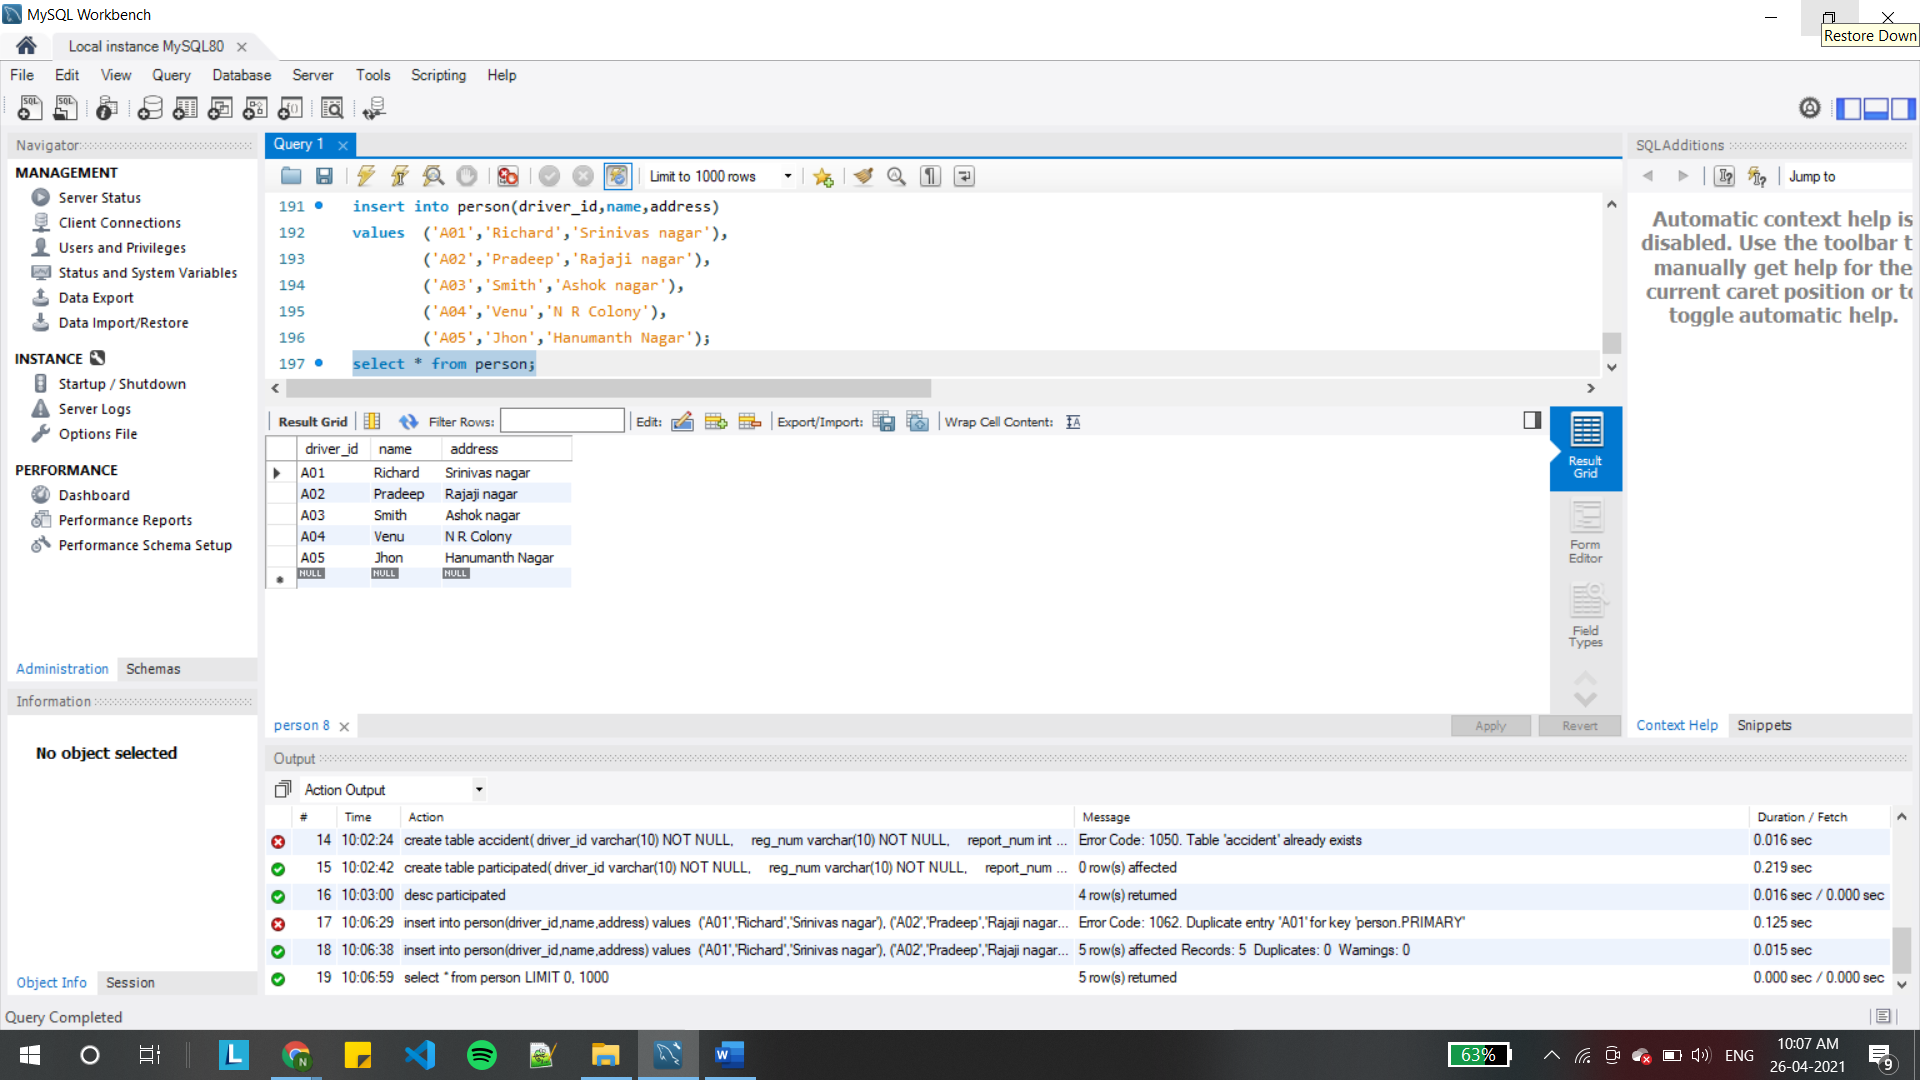 MySQL Workbench
Restore Down
Local instance MySQL80
File Edit View Query Database Server Tools Scripting Help
Navigator
MANAGEMENT
Server Status
Client Connections
Users and Privileges
Status and System Variables
Data Export
Data Import/Restore
INSTANCE
Startup / Shutdown
Server Logs
Options File
PERFORMANCE
Dashboard
Performance Reports
Performance Schema Setup
Administration Schemas
Information
No object selected
Object Info Session
Query 1
Limit to 1000 rows
191 insert into person(driver_id,name,address)
192 values ('A01','Richard','Srinivas nagar'),
193 ('A02','Pradeep','Rajaji nagar'),
194 ('A03','Smith','Ashok nagar'),
195 ('A04','Venu','N R Colony'),
196 ('A05','Jhon','Hanumanth Nagar');
197 select * from person;
Result Grid Filter Rows: Edit: Export/Import: Wrap Cell Content:
driver_id name address
A01 Richard Srinivas nagar
A02 Pradeep Rajaji nagar
A03 Smith Ashok nagar
A04 Venu N R Colony
A05 Jhon Hanumanth Nagar
NULL NULL NULL
Result
Grid
Form
Editor
Field
Types
person 8
Apply Revert
SQLAdditions
Jump to
Automatic context help is
disabled. Use the toolbar t
manually get help for the
current caret position or to
toggle automatic help.
Context Help Snippets
Output
Action Output
# Time Action Message Duration / Fetch
14 10:02:24 create table accident( driver_id varchar(10) NOT NULL, reg_num varchar(10) NOT NULL, report_num int ... Error Code: 1050. Table 'accident' already exists 0.016 sec
15 10:02:42 create table participated( driver_id varchar(10) NOT NULL, reg_num varchar(10) NOT NULL, report_num ... 0 row(s) affected 0.219 sec
16 10:03:00 desc participated 4 row(s) returned 0.016 sec / 0.000 sec
17 10:06:29 insert into person(driver_id,name,address) values ('A01','Richard','Srinivas nagar'), ('A02','Pradeep','Rajaji nagar... Error Code: 1062. Duplicate entry 'A01' for key 'person.PRIMARY' 0.125 sec
18 10:06:38 insert into person(driver_id,name,address) values ('A01','Richard','Srinivas nagar'), ('A02','Pradeep','Rajaji nagar... 5 row(s) affected Records: 5 Duplicates: 0 Warnings: 0 0.015 sec
19 10:06:59 select * from person LIMIT 0, 1000 5 row(s) returned 0.000 sec / 0.000 sec
Query Completed
63%
ENG
10:07 AM
26-04-2021
9